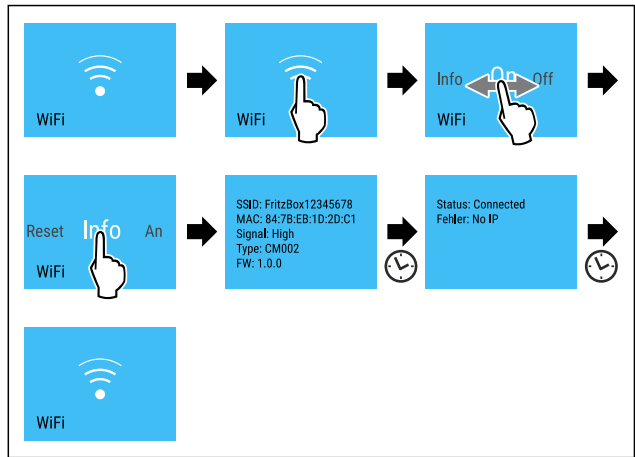 WiFi
WiFi
Info On Off
WiFi
Reset Info An
WiFi
SSID: FritzBox12345678
MAC: 84:7B:EB:1D:2D:C1
Signal: High
Type: CM002
FW: 1.0.0
Status: Connected
Fehler: No IP
WiFi